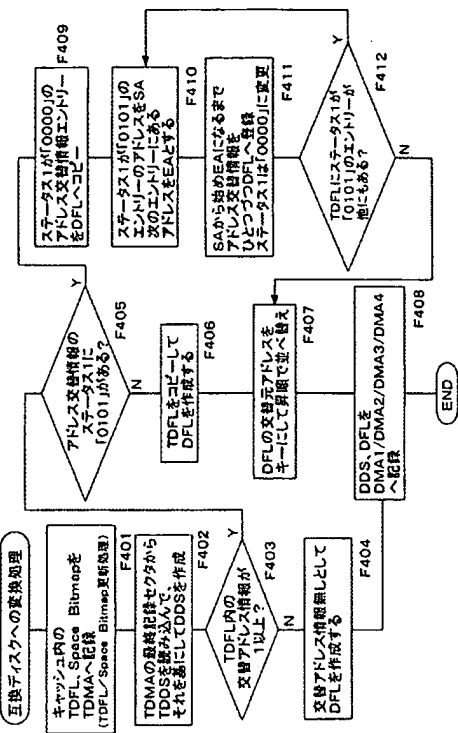 互換ディスクへの変換処理
キャッシュ内の
TDFL、Space Bitmapを
TDMAへ記録
(TDFL/Space Bitmap更新処理)
F401
TDMAの最終記録セクタから
TDDSを読み込んで、
それを基にしてDDSを作成
F402
TDFL内の
交替アドレス情報が
1以上?
F403
Y
N
交替アドレス情報無しとして
DFLを作成する
F404
アドレス交替情報の
ステータス1に
「0101」がある?
F405
Y
N
TDFLをコピーして
DFLを作成する
F406
DFLの交替元アドレスを
キーにして昇順で並べ替え
F407
DDS、DFLを
DMA1/DMA2/DMA3/DMA4
へ記録
F408
END
ステータス1が「0000」の
アドレス交替情報エントリー
をDFLへコピー
F409
ステータス1が「0101」の
エントリーのアドレスをSA
次のエントリーにある
アドレスをEAとする
F410
SAから始めEAになるまで
アドレス交替情報を
ひとつづつDFLへ登録
ステータス1は「0000」に変更
F411
TDFLにステータス1が
「0101」のエントリーが
他にもある?
F412
Y
N